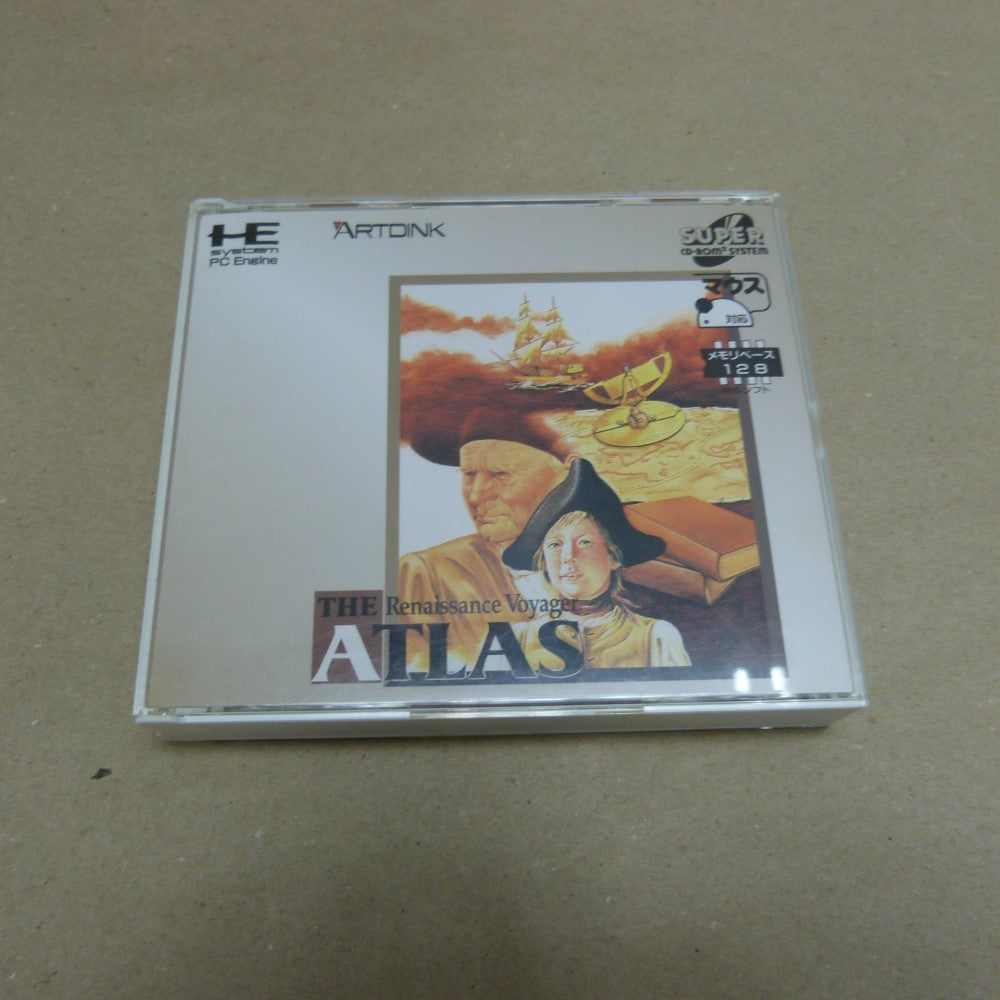 HE
system
PC Engine
ARTDINK
SUPER
CD-ROM² SYSTEM
マウス
対応
メモリベース
128
THE Renaissance Voyager
ATLAS